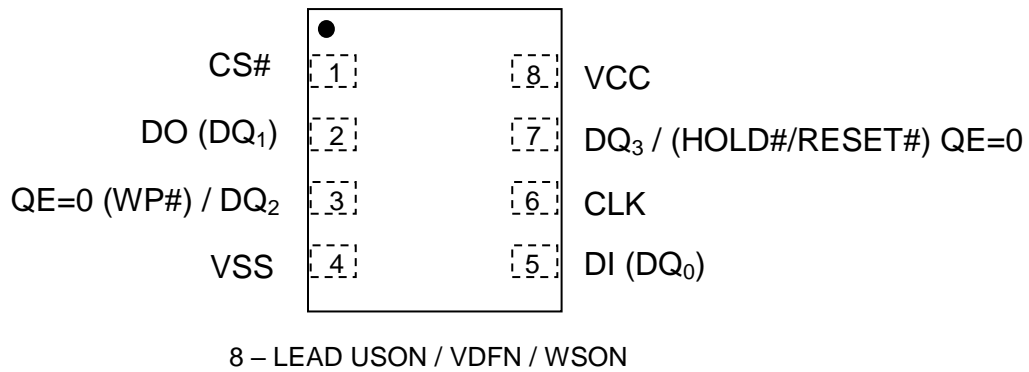 CS# 1 8 VCC
DO (DQ₁) 2 7 DQ₃ / (HOLD#/RESET#) QE=0
QE=0 (WP#) / DQ₂ 3 6 CLK
VSS 4 5 DI (DQ₀)
8 – LEAD USON / VDFN / WSON